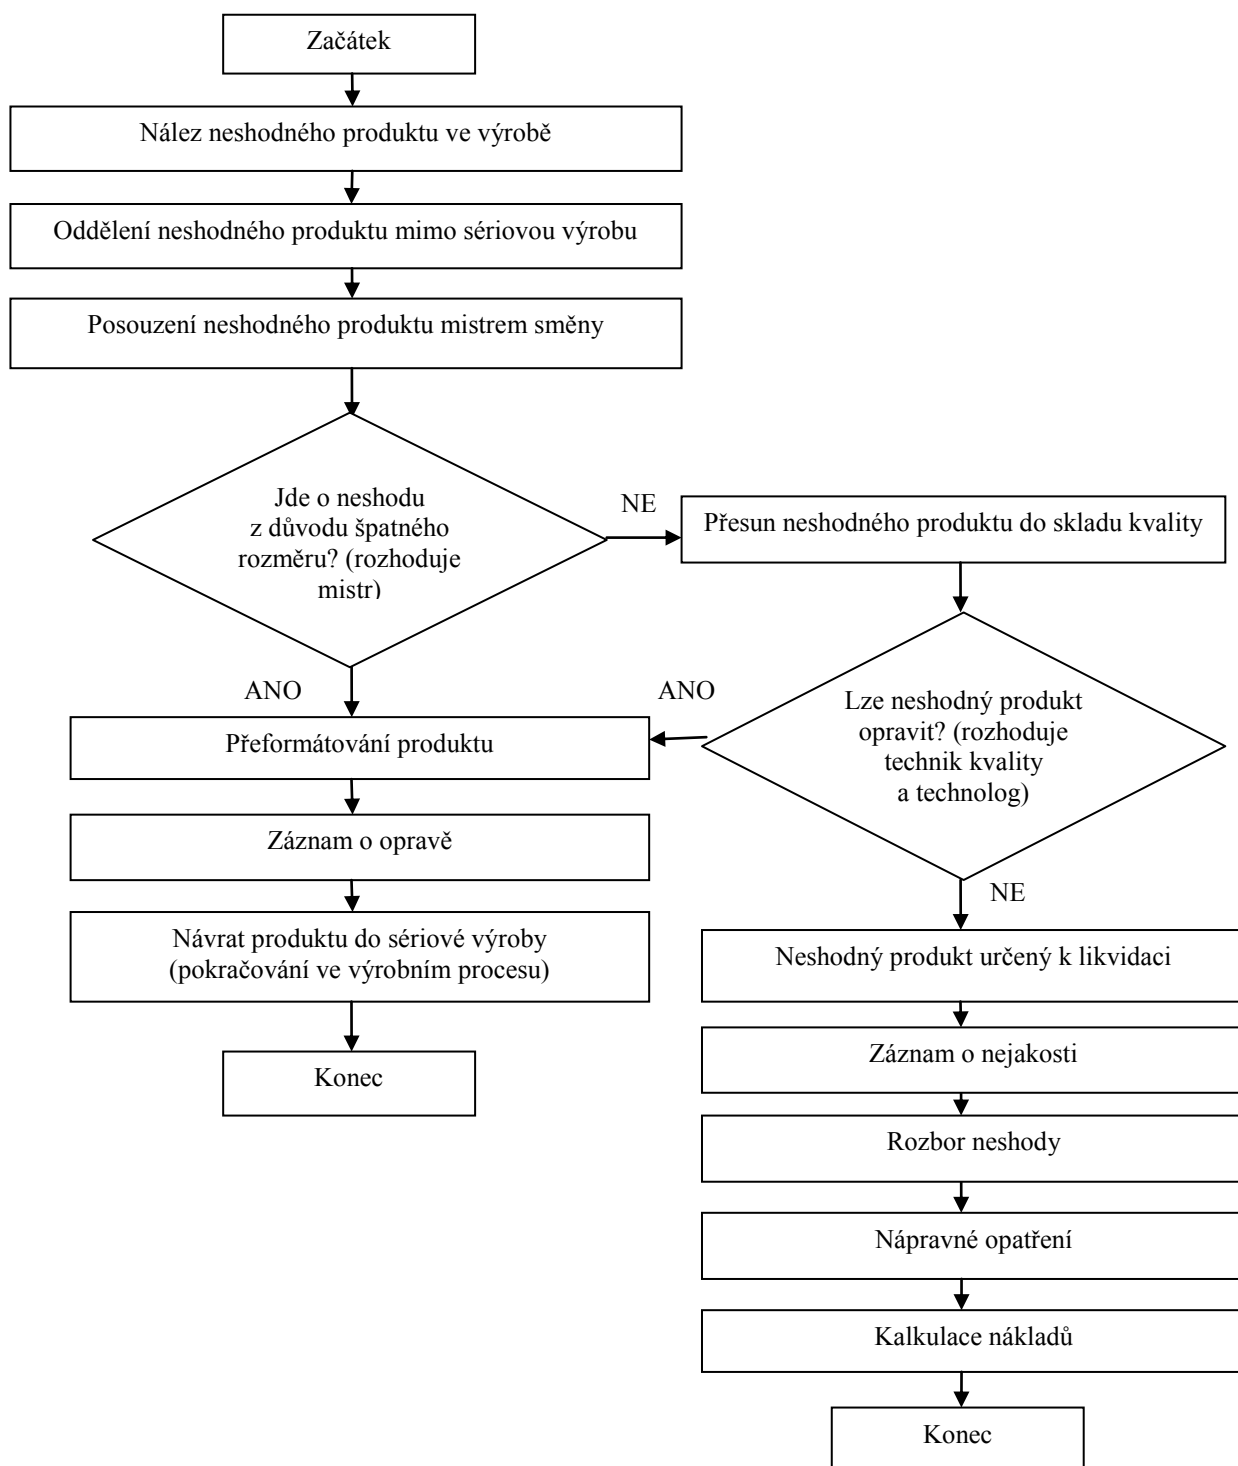 Začátek
Nález neshodného produktu ve výrobě
Oddělení neshodného produktu mimo sériovou výrobu
Posouzení neshodného produktu mistrem směny
Jde o neshodu
z důvodu špatného
rozměru? (rozhoduje
mistr)
NE
Přesun neshodného produktu do skladu kvality
ANO
ANO
Lze neshodný produkt
opravit? (rozhoduje
technik kvality
a technolog)
Přeformátování produktu
Záznam o opravě
NE
Návrat produktu do sériové výroby
(pokračování ve výrobním procesu)
Neshodný produkt určený k likvidaci
Záznam o nejakosti
Konec
Rozbor neshody
Nápravné opatření
Kalkulace nákladů
Konec